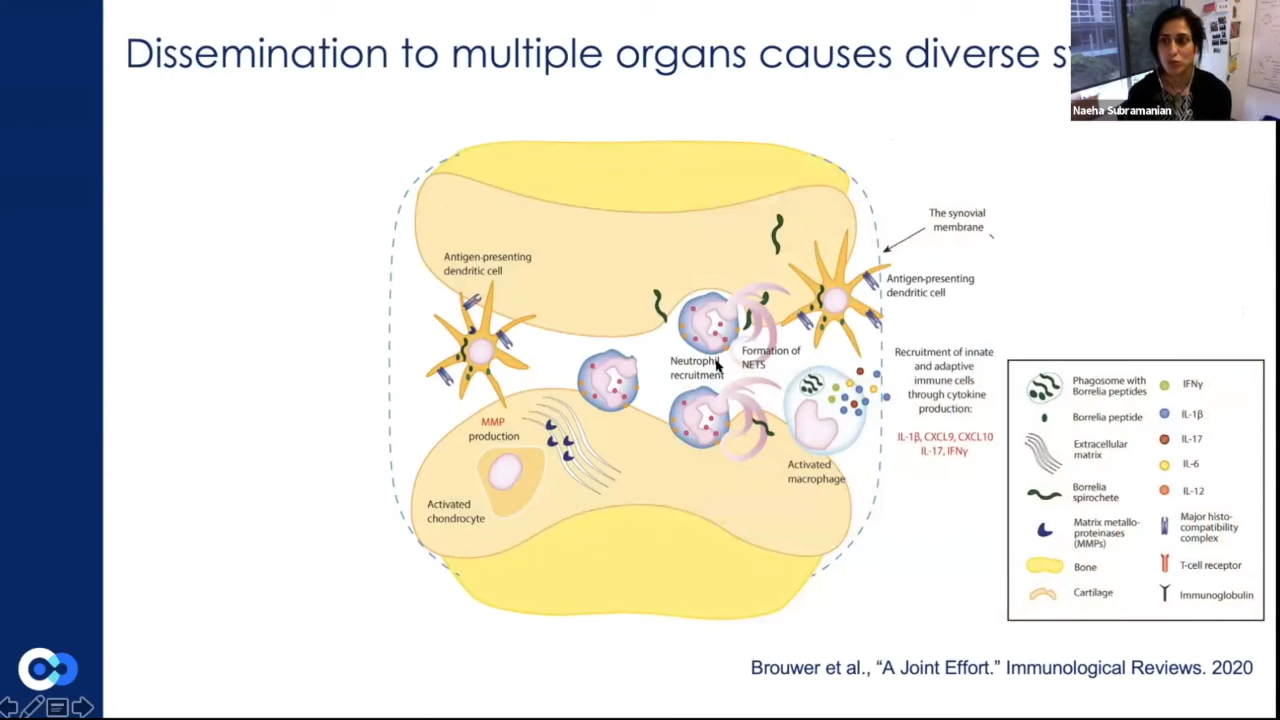 Dissemination to multiple organs causes diverse
Naeha Subramanian
The synovial
membrane
Antigen-presenting
dendritic cell
Antigen-presenting
dendritic cell
Neutrophil
recruitment
Formation of
NETS
Recruitment of innate
and adaptive
immune cells
through cytokine
production:
IL-1β, CXCL9, CXCL10
IL-17, IFNγ
MMP
production
Activated
chondrocyte
Activated
macrophage
Phagosome with
Borrelia peptides
Borrelia peptide
Extracellular
matrix
Borrelia
spirochete
Matrix metallo-
proteinases
(MMPs)
Bone
Cartilage
IFNγ
IL-1β
IL-17
IL-6
IL-12
Major histo-
compatibility
complex
T-cell receptor
Immunoglobulin
Brouwer et al., “A Joint Effort.” Immunological Reviews. 2020